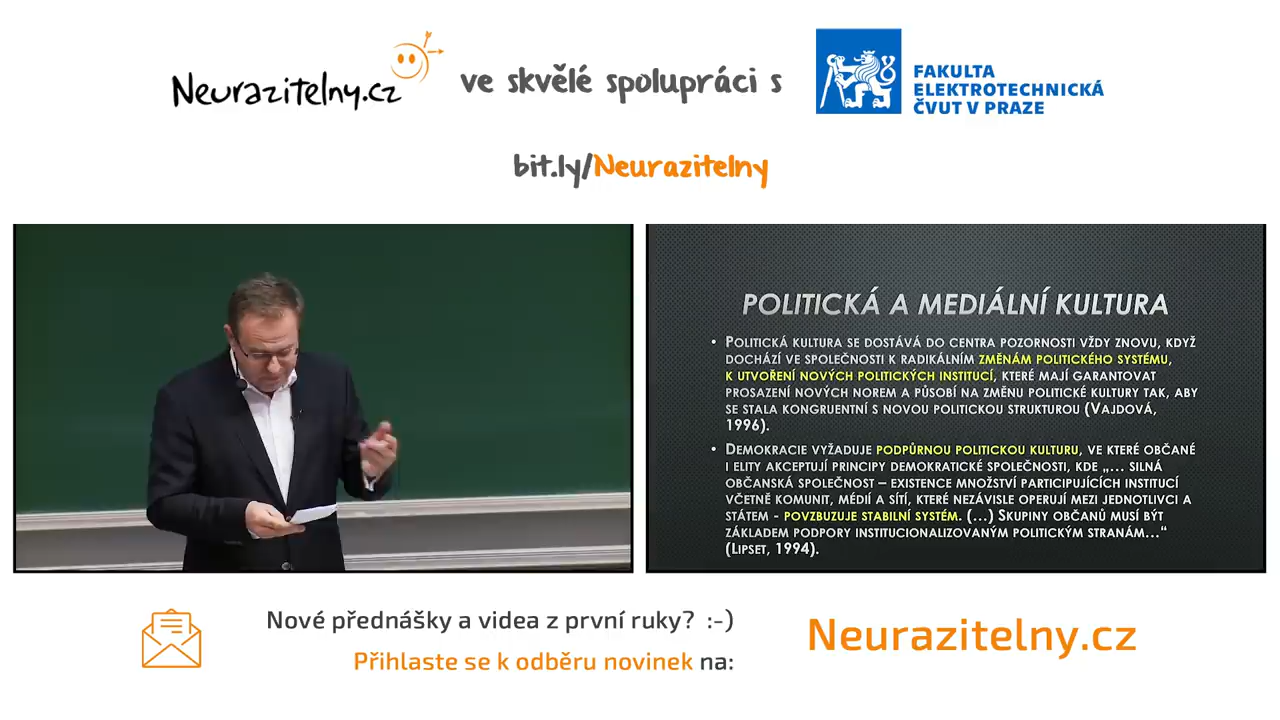 Neurazitelny.cz ve skvělé spolupráci s
FAKULTA
ELEKTROTECHNICKÁ
ČVUT V PRAZE
bit.ly/Neurazitelny
POLITICKÁ A MEDIÁLNÍ KULTURA
• POLITICKÁ KULTURA SE DOSTÁVÁ DO CENTRA POZORNOSTI VŽDY ZNOVU, KDYŽ
DOCHÁZÍ VE SPOLEČNOSTI K RADIKÁLNÍM ZMĚNÁM POLITICKÉHO SYSTÉMU,
K UTVOŘENÍ NOVÝCH POLITICKÝCH INSTITUCÍ, KTERÉ MAJÍ GARANTOVAT
PROSAZENÍ NOVÝCH NOREM A PŮSOBÍ NA ZMĚNU POLITICKÉ KULTURY TAK, ABY
SE STALA KONGRUENTNÍ S NOVOU POLITICKOU STRUKTUROU (VAJDOVÁ,
1996).
• DEMOKRACIE VYŽADUJE PODPŮRNOU POLITICKOU KULTURU, VE KTERÉ OBČANÉ
I ELITY AKCEPTUJÍ PRINCIPY DEMOKRATICKÉ SPOLEČNOSTI, KDE „… SILNÁ
OBČANSKÁ SPOLEČNOST – EXISTENCE MNOŽSTVÍ PARTICIPUJÍCÍCH INSTITUCÍ
VČETNĚ KOMUNIT, MÉDIÍ A SÍTÍ, KTERÉ NEZÁVISLE OPERUJÍ MEZI JEDNOTLIVCI A
STÁTEM - POVZBUZUJE STABILNÍ SYSTÉM. (…) SKUPINY OBČANŮ MUSÍ BÝT
ZÁKLADEM PODPORY INSTITUCIONALIZOVANÝM POLITICKÝM STRANÁM…“
(LIPSET, 1994).
Nové přednášky a videa z první ruky? :-)
Přihlaste se k odběru novinek na:
Neurazitelny.cz